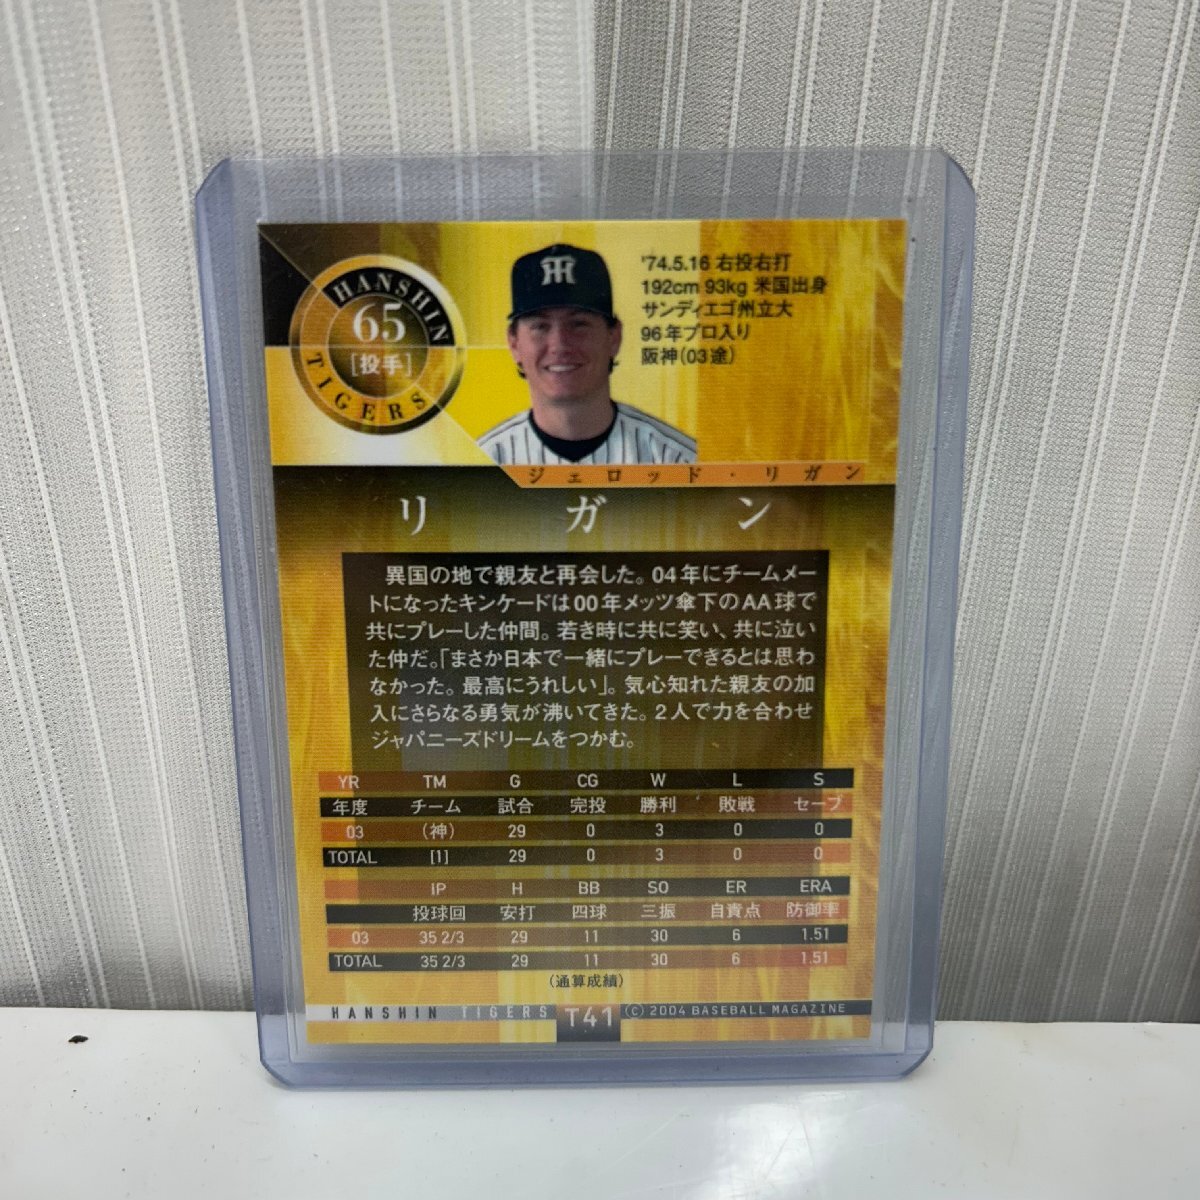 HANSHIN
65
[投手]
TIGERS
'74.5.16 右投右打
192cm 93kg 米国出身
サンディエゴ州立大
96年プロ入り
阪神(03途)
ジェロッド・リガン
リガン
異国の地で親友と再会した。04年にチームメー
トになったキンケードは00年メッツ傘下のAA球で
共にプレーした仲間。若き時に共に笑い、共に泣い
た仲だ。「まさか日本で一緒にプレーできるとは思わ
なかった。最高にうれしい」。気心知れた親友の加
入にさらなる勇気が沸いてきた。2人で力を合わせ
ジャパニーズドリームをつかむ。
YR TM G CG W L S
年度 チーム 試合 完投 勝利 敗戦 セーブ
03 (神) 29 0 3 0 0
TOTAL [1] 29 0 3 0 0
IP H BB SO ER ERA
投球回 安打 四球 三振 自責点 防御率
03 35 2/3 29 11 30 6 1.51
TOTAL 35 2/3 29 11 30 6 1.51
(通算成績)
HANSHIN TIGERS T41 (C) 2004 BASEBALL MAGAZINE